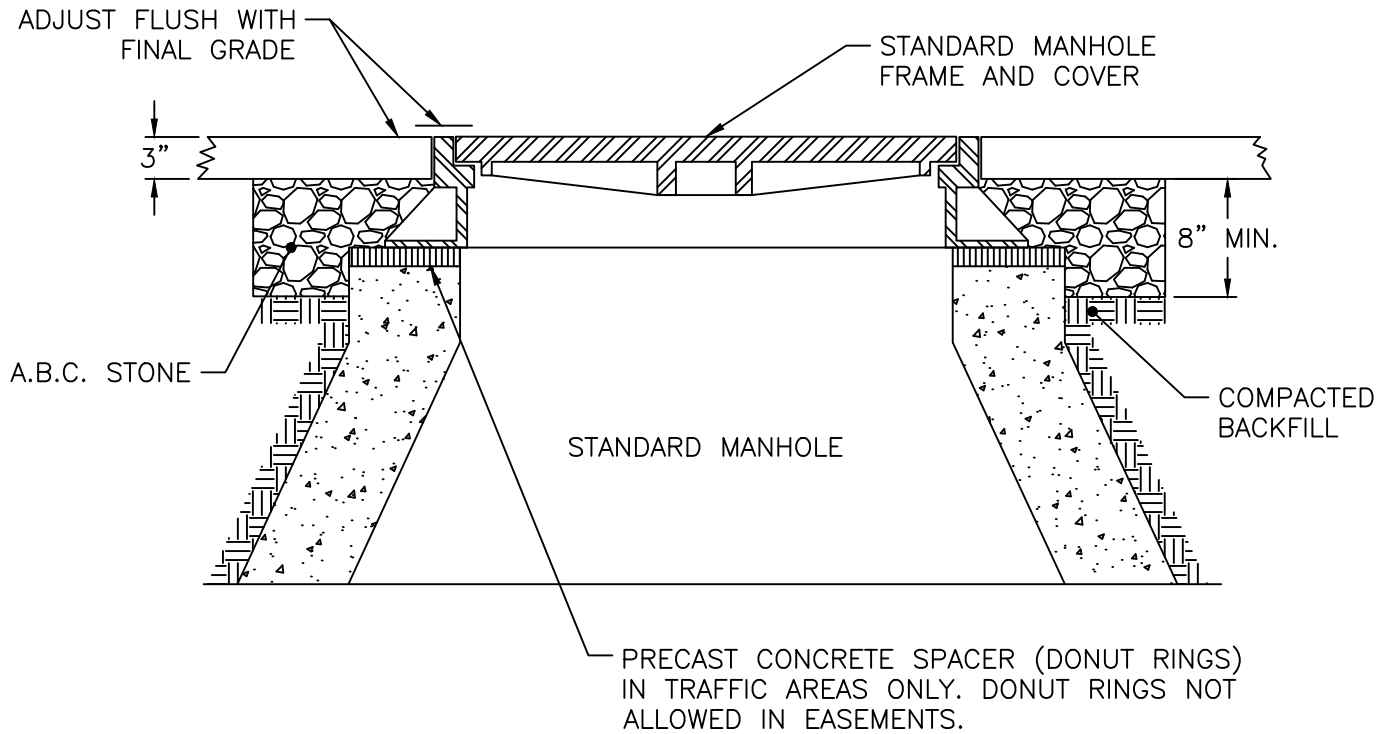 ADJUST FLUSH WITH
FINAL GRADE
STANDARD MANHOLE
FRAME AND COVER
3”
8” MIN.
A.B.C. STONE
COMPACTED
BACKFILL
STANDARD MANHOLE
PRECAST CONCRETE SPACER (DONUT RINGS)
IN TRAFFIC AREAS ONLY. DONUT RINGS NOT
ALLOWED IN EASEMENTS.